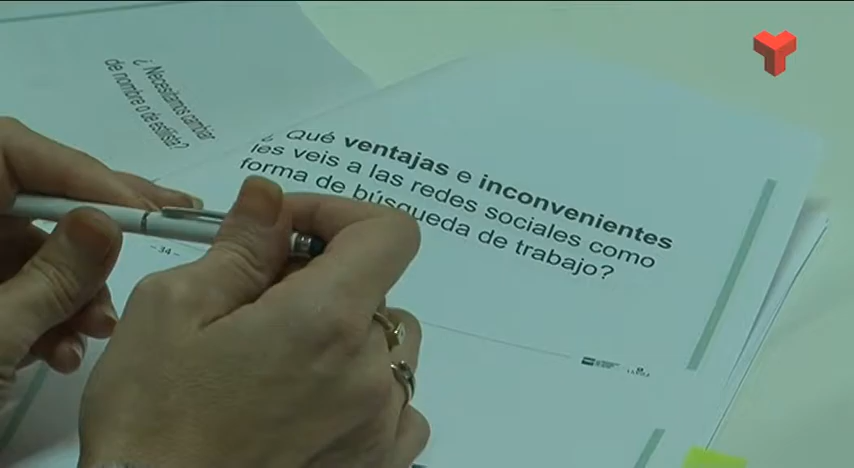 ¿ Necesitamos cambiar
de nombre o de estilista?
¿ Qué ventajas e inconvenientes
les veis a las redes sociales como
forma de búsqueda de trabajo?
- 34 -